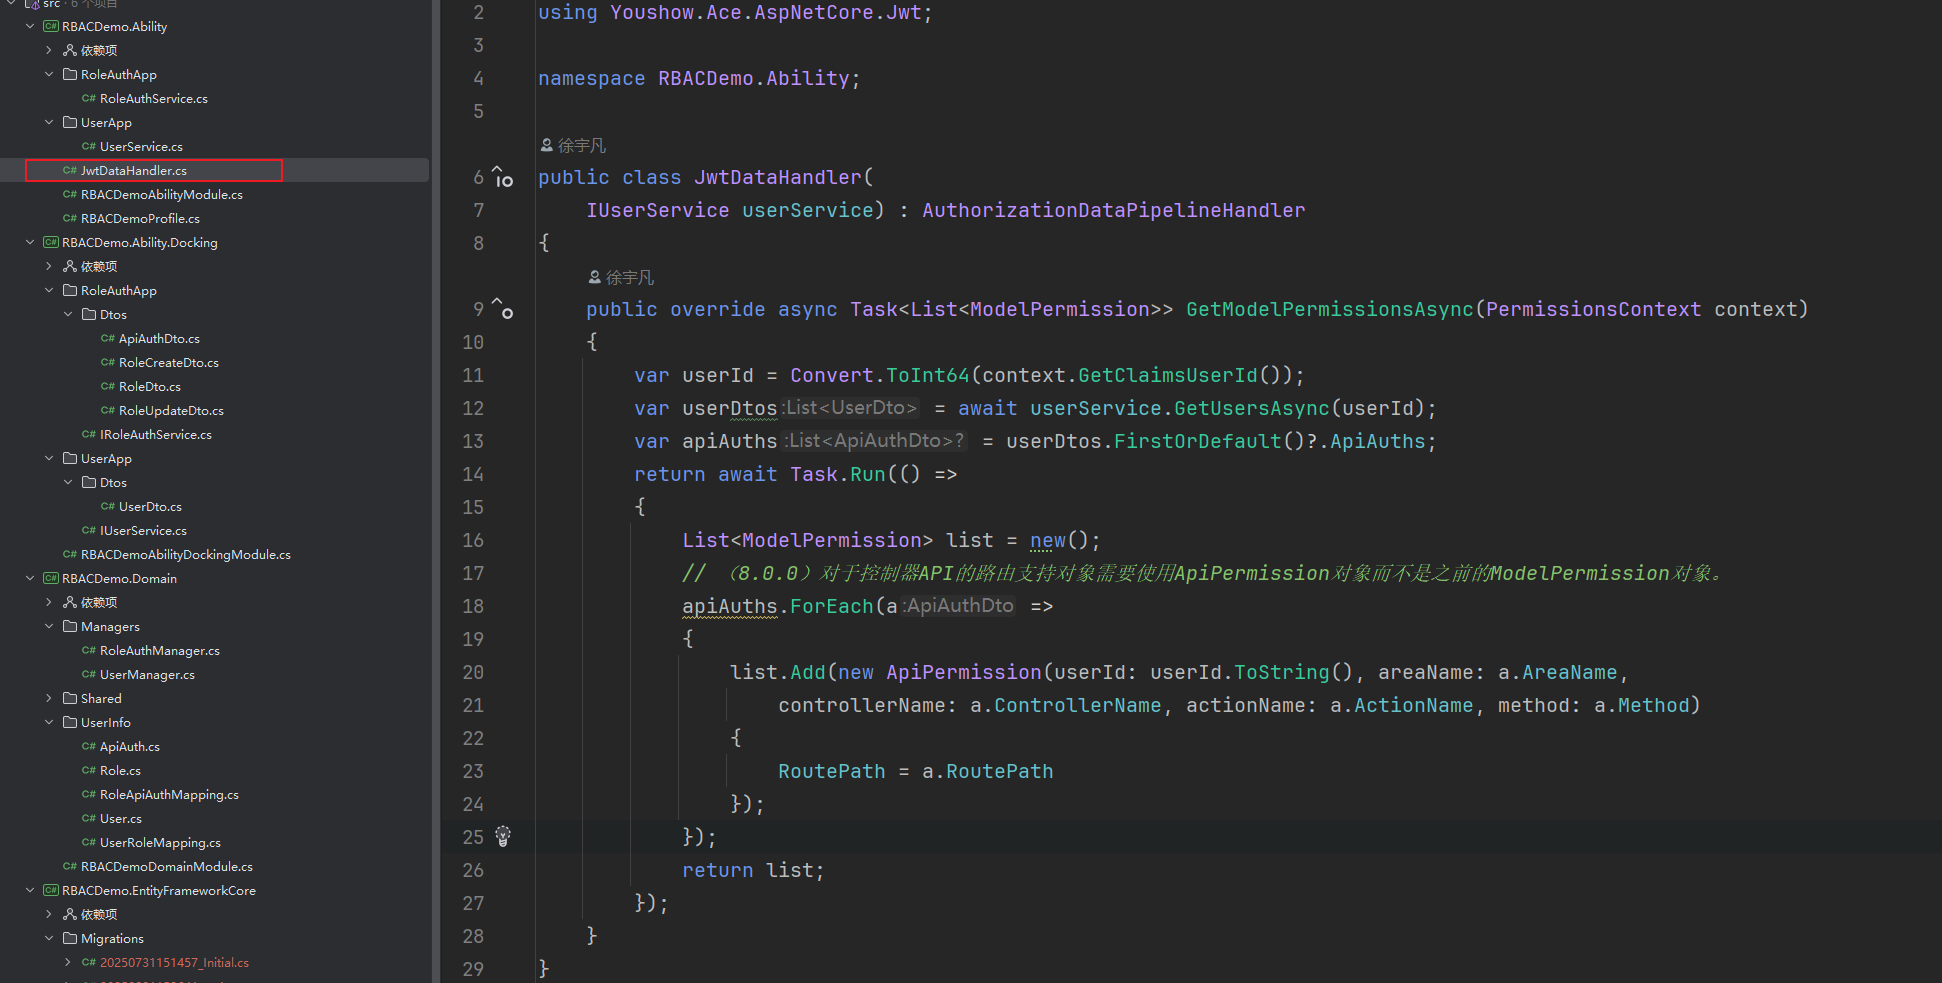 src · 6 个项目
RBACDemo.Ability
依赖项
RoleAuthApp
C# RoleAuthService.cs
UserApp
C# UserService.cs
C# JwtDataHandler.cs
C# RBACDemoAbilityModule.cs
C# RBACDemoProfile.cs
RBACDemo.Ability.Docking
依赖项
RoleAuthApp
Dtos
C# ApiAuthDto.cs
C# RoleCreateDto.cs
C# RoleDto.cs
C# RoleUpdateDto.cs
C# IRoleAuthService.cs
UserApp
Dtos
C# UserDto.cs
C# IUserService.cs
C# RBACDemoAbilityDockingModule.cs
RBACDemo.Domain
依赖项
Managers
C# RoleAuthManager.cs
C# UserManager.cs
Shared
UserInfo
C# ApiAuth.cs
C# Role.cs
C# RoleApiAuthMapping.cs
C# User.cs
C# UserRoleMapping.cs
C# RBACDemoDomainModule.cs
RBACDemo.EntityFrameworkCore
依赖项
Migrations
C# 20250731151457_Initial.cs
2 using Youshow.Ace.AspNetCore.Jwt;
3
4 namespace RBACDemo.Ability;
5
徐宇凡
6 public class JwtDataHandler(
7 IUserService userService) : AuthorizationDataPipelineHandler
8 {
徐宇凡
9 public override async Task<List<ModelPermission>> GetModelPermissionsAsync(PermissionsContext context)
10 {
11 var userId = Convert.ToInt64(context.GetClaimsUserId());
12 var userDtos :List<UserDto> = await userService.GetUsersAsync(userId);
13 var apiAuths :List<ApiAuthDto>? = userDtos.FirstOrDefault()?.ApiAuths;
14 return await Task.Run(() =>
15 {
16 List<ModelPermission> list = new();
17 // （8.0.0）对于控制器API的路由支持对象需要使用ApiPermission对象而不是之前的ModelPermission对象。
18 apiAuths.ForEach(a :ApiAuthDto =>
19 {
20 list.Add(new ApiPermission(userId: userId.ToString(), areaName: a.AreaName,
21 controllerName: a.ControllerName, actionName: a.ActionName, method: a.Method)
22 {
23 RoutePath = a.RoutePath
24 });
25 });
26 return list;
27 });
28 }
29 }